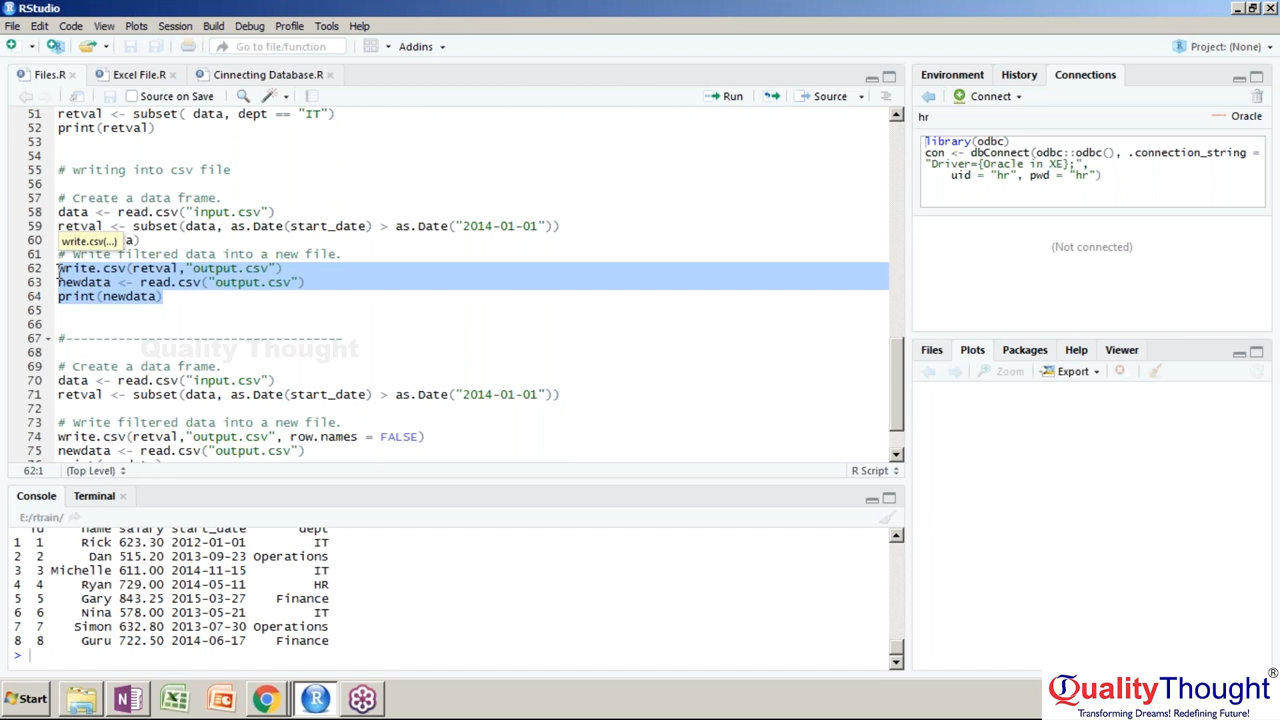 RStudio
File Edit Code View Plots Session Build Debug Profile Tools Help
Go to file/function Addins Project: (None)
Files.R Excel File.R Cinnecting Database.R
Source on Save Run Source
51 retval <- subset( data, dept == "IT")
52 print(retval)
53
54
55 # writing into csv file
56
57 # Create a data frame.
58 data <- read.csv("input.csv")
59 retval <- subset(data, as.Date(start_date) > as.Date("2014-01-01"))
60 a)
write.csv(...)
61 # Write filtered data into a new file.
62 write.csv(retval,"output.csv")
63 newdata <- read.csv("output.csv")
64 print(newdata)
65
66
67 #-----------------------------------
68
Quality Thought
69 # Create a data frame.
70 data <- read.csv("input.csv")
71 retval <- subset(data, as.Date(start_date) > as.Date("2014-01-01"))
72
73 # Write filtered data into a new file.
74 write.csv(retval,"output.csv", row.names = FALSE)
75 newdata <- read.csv("output.csv")
62:1 (Top Level) R Script
Console Terminal
E:/rtrain/
id name salary start_date dept
1 1 Rick 623.30 2012-01-01 IT
2 2 Dan 515.20 2013-09-23 Operations
3 3 Michelle 611.00 2014-11-15 IT
4 4 Ryan 729.00 2014-05-11 HR
5 5 Gary 843.25 2015-03-27 Finance
6 6 Nina 578.00 2013-05-21 IT
7 7 Simon 632.80 2013-07-30 Operations
8 8 Guru 722.50 2014-06-17 Finance
>
Environment History Connections
Connect
hr Oracle
library(odbc)
con <- dbConnect(odbc::odbc(), .connection_string =
"Driver={Oracle in XE};",
uid = "hr", pwd = "hr")
(Not connected)
Files Plots Packages Help Viewer
Zoom Export
Start
QualityThought®
Transforming Dreams! Redefining Future!